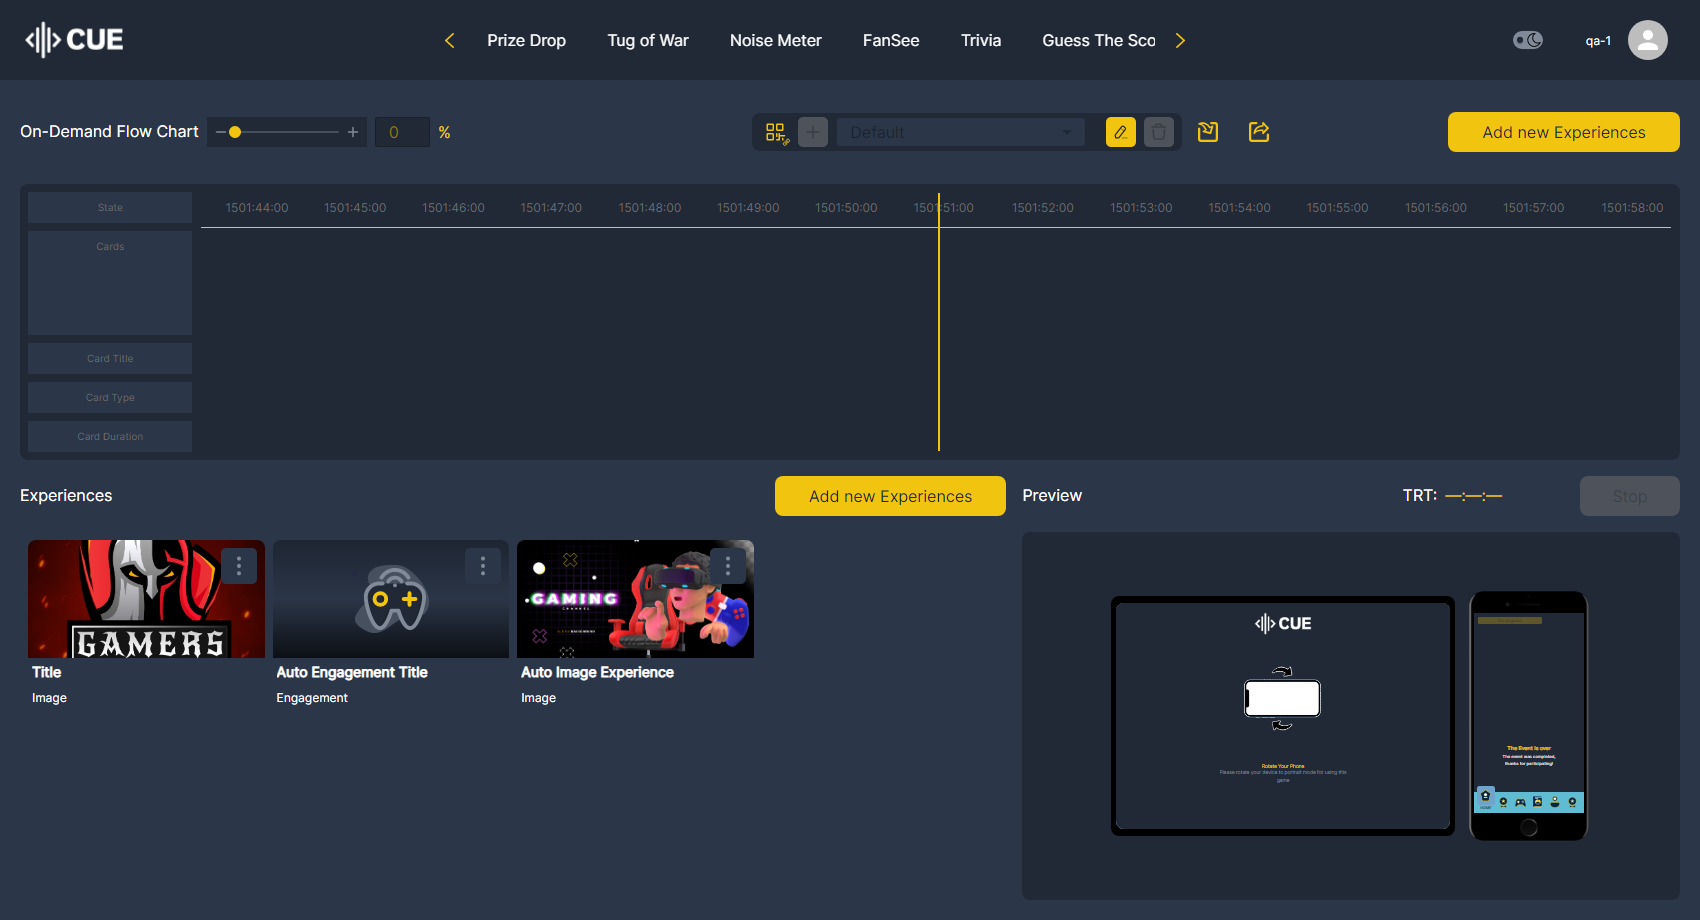 CUE
Prize Drop
Tug of War
Noise Meter
FanSee
Trivia
Guess The Sco
qa-1
On-Demand Flow Chart
0
%
Default
Add new Experiences
State
1501:44:00
1501:45:00
1501:46:00
1501:47:00
1501:48:00
1501:49:00
1501:50:00
1501:51:00
1501:52:00
1501:53:00
1501:54:00
1501:55:00
1501:56:00
1501:57:00
1501:58:00
Cards
Card Title
Card Type
Card Duration
Experiences
Add new Experiences
Preview
TRT: —:—:—
Stop
GAMERS
Title
Image
Auto Engagement Title
Engagement
GAMING
CHANNEL
Auto Image Experience
Image
CUE
Rotate Your Phone
Please rotate your device to portrait mode for using this
game
The Event is over
The event was completed,
thanks for participating!
HOME